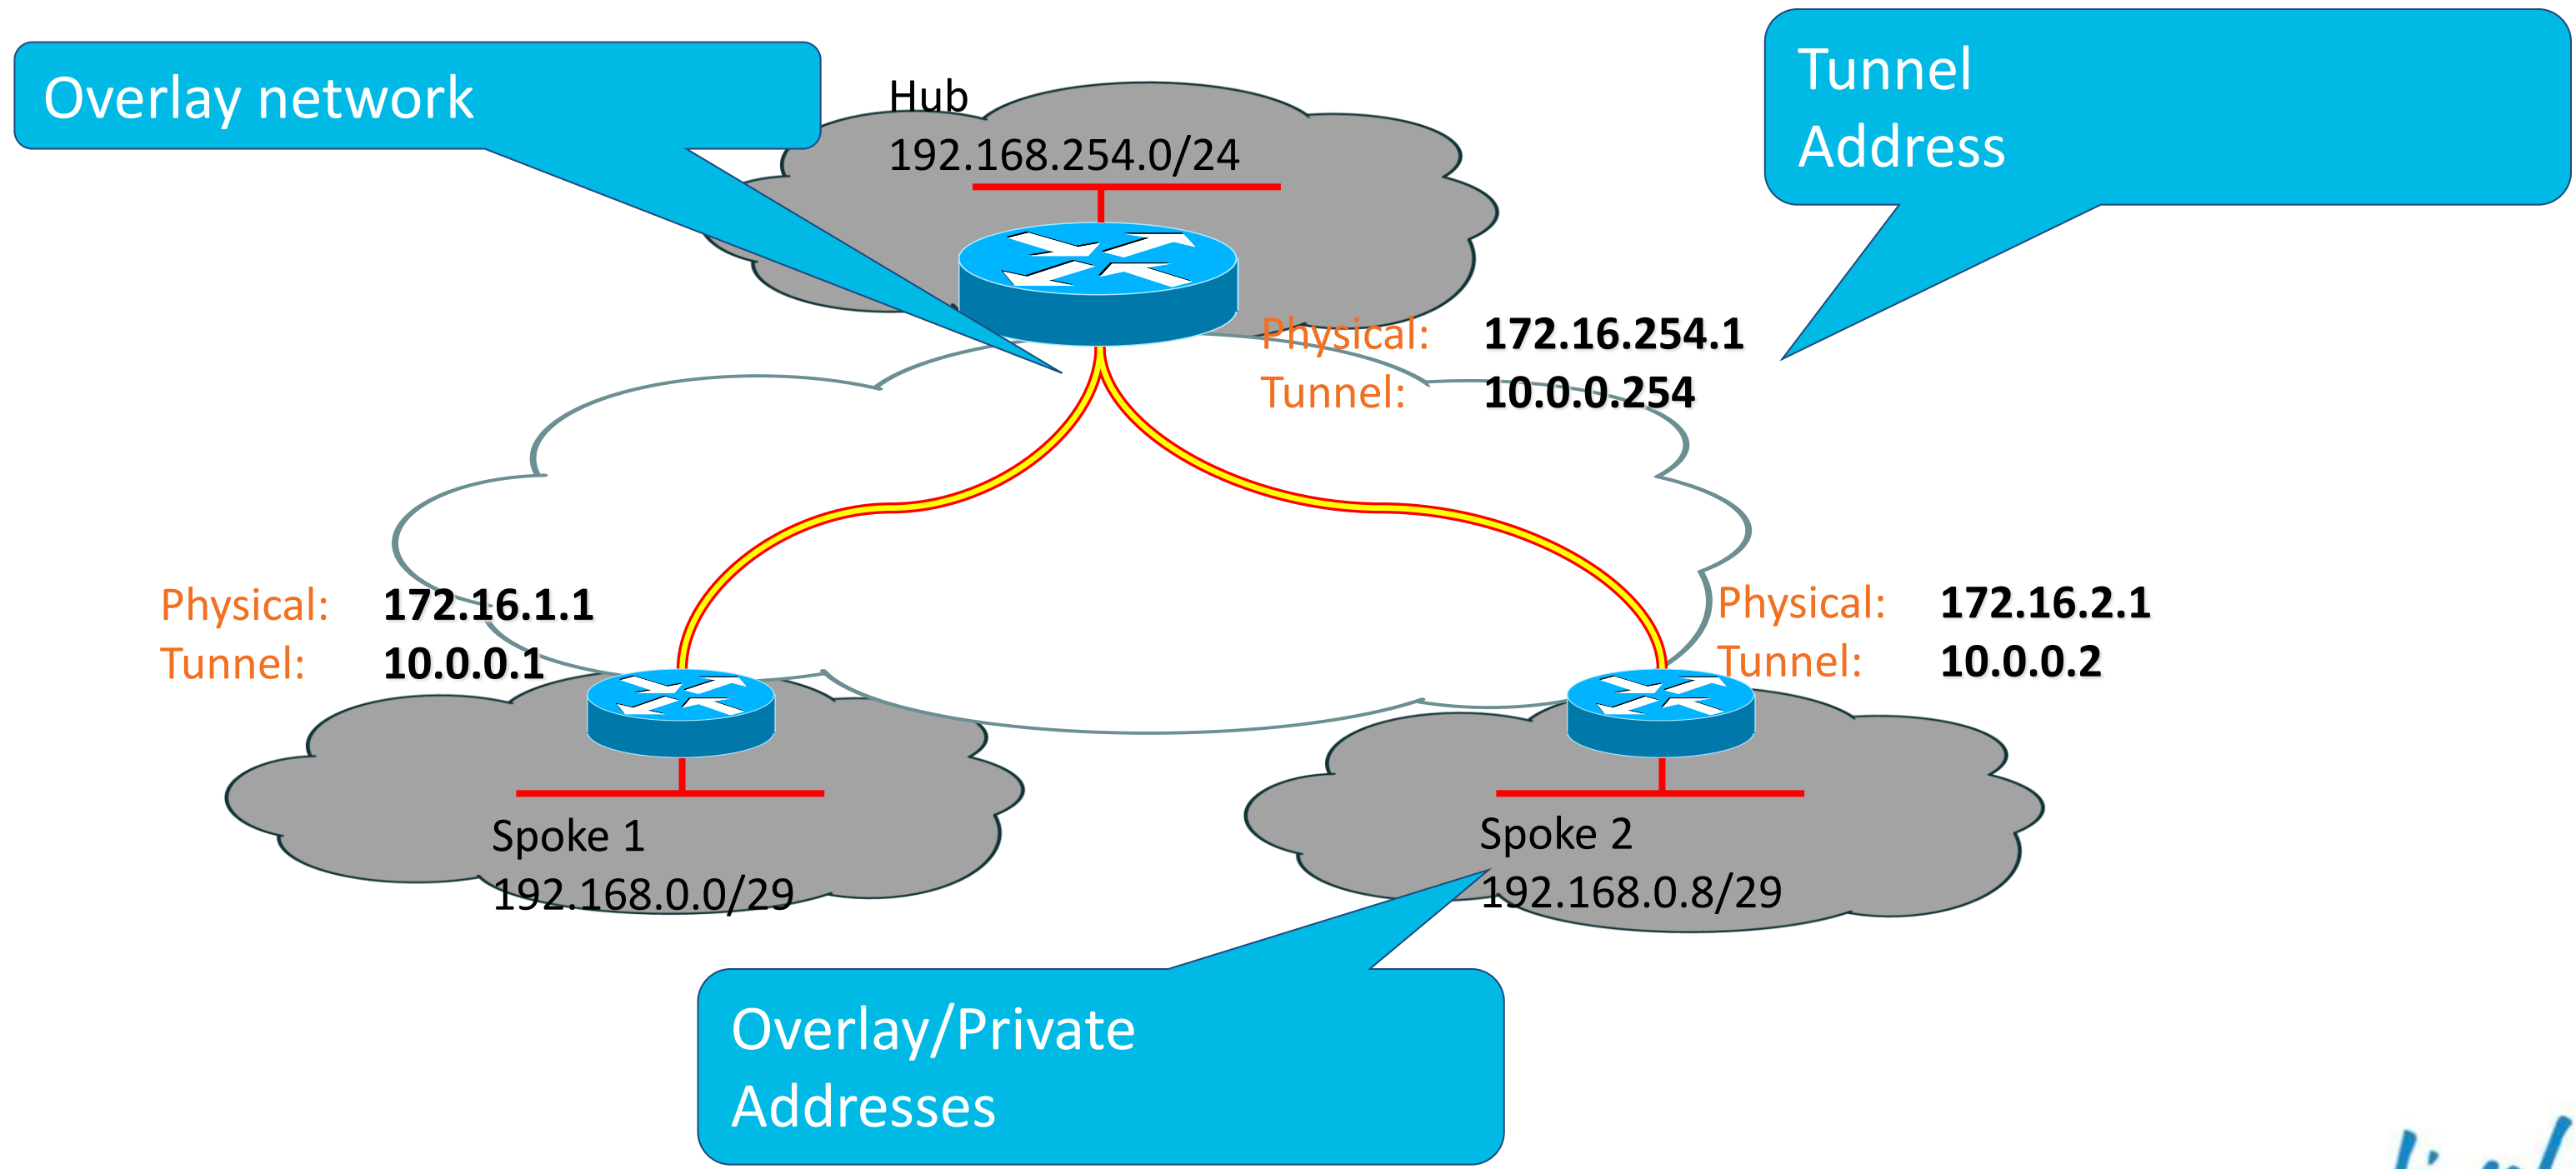 Overlay network
Tunnel
Address
Hub
192.168.254.0/24
Physical: 172.16.254.1
Tunnel: 10.0.0.254
Physical: 172.16.1.1
Tunnel: 10.0.0.1
Physical: 172.16.2.1
Tunnel: 10.0.0.2
Spoke 1
192.168.0.0/29
Spoke 2
192.168.0.8/29
Overlay/Private
Addresses